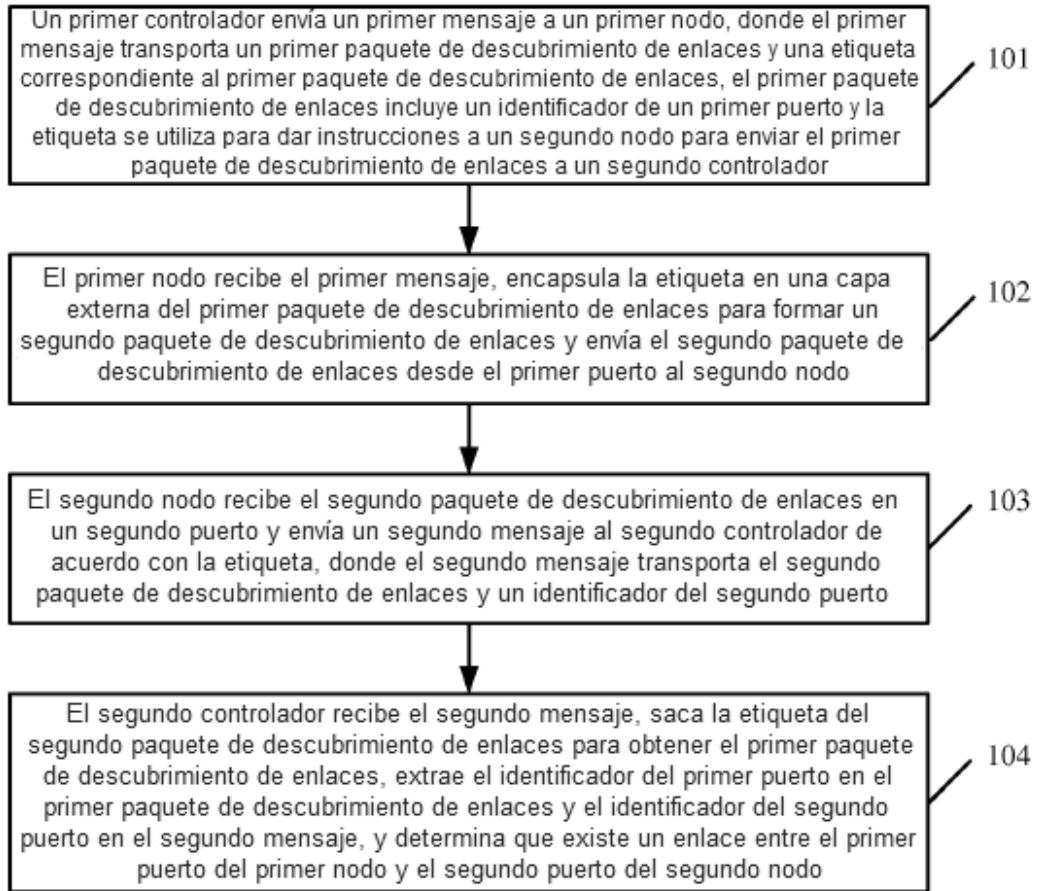 Un primer controlador envía un primer mensaje a un primer nodo, donde el primer
mensaje transporta un primer paquete de descubrimiento de enlaces y una etiqueta
correspondiente al primer paquete de descubrimiento de enlaces, el primer paquete
de descubrimiento de enlaces incluye un identificador de un primer puerto y la
etiqueta se utiliza para dar instrucciones a un segundo nodo para enviar el primer
paquete de descubrimiento de enlaces a un segundo controlador
101
El primer nodo recibe el primer mensaje, encapsula la etiqueta en una capa
externa del primer paquete de descubrimiento de enlaces para formar un
segundo paquete de descubrimiento de enlaces y envía el segundo paquete de
descubrimiento de enlaces desde el primer puerto al segundo nodo
102
El segundo nodo recibe el segundo paquete de descubrimiento de enlaces en
un segundo puerto y envía un segundo mensaje al segundo controlador de
acuerdo con la etiqueta, donde el segundo mensaje transporta el segundo
paquete de descubrimiento de enlaces y un identificador del segundo puerto
103
El segundo controlador recibe el segundo mensaje, saca la etiqueta del
segundo paquete de descubrimiento de enlaces para obtener el primer paquete
de descubrimiento de enlaces, extrae el identificador del primer puerto en el
primer paquete de descubrimiento de enlaces y el identificador del segundo
puerto en el segundo mensaje, y determina que existe un enlace entre el primer
puerto del primer nodo y el segundo puerto del segundo nodo
104